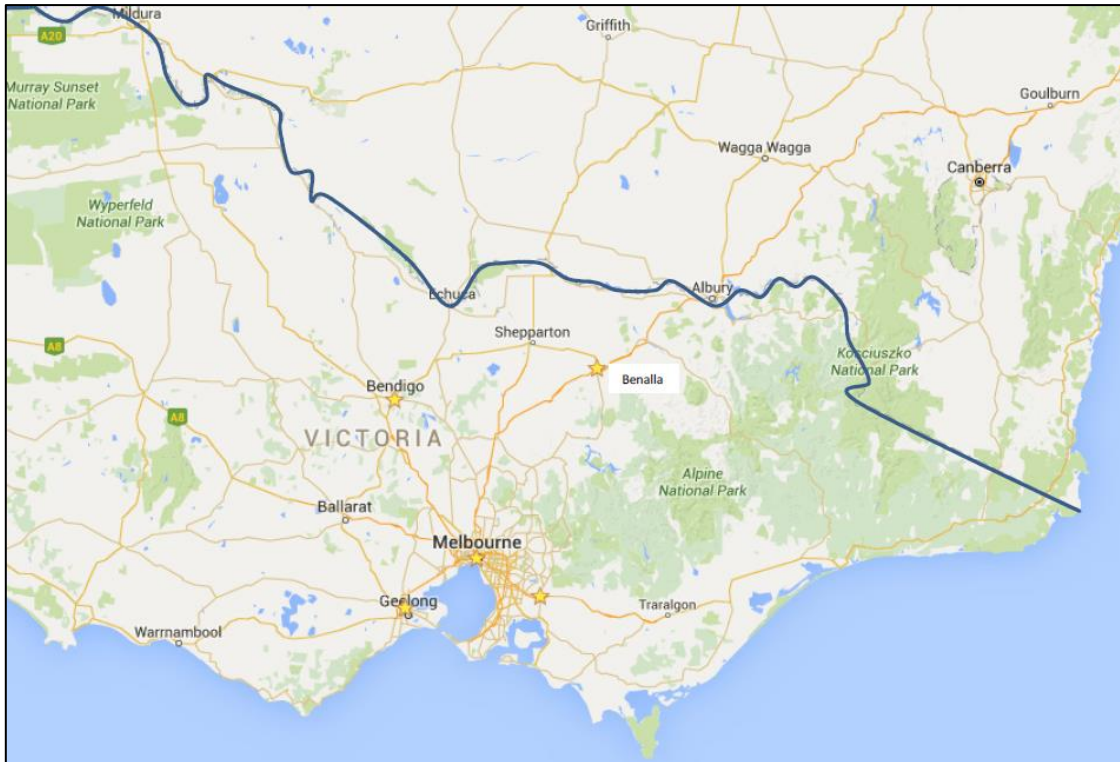 Mildura
Griffith
A20
Murray Sunset
National Park
Goulburn
Wagga Wagga
Canberra
Wyperfeld
National Park
Echuca
Albury
Shepparton
A8
Kosciuszko
National Park
Benalla
Bendigo
A8
VICTORIA
Alpine
National Park
Ballarat
Melbourne
Geelong
Traralgon
Warrnambool